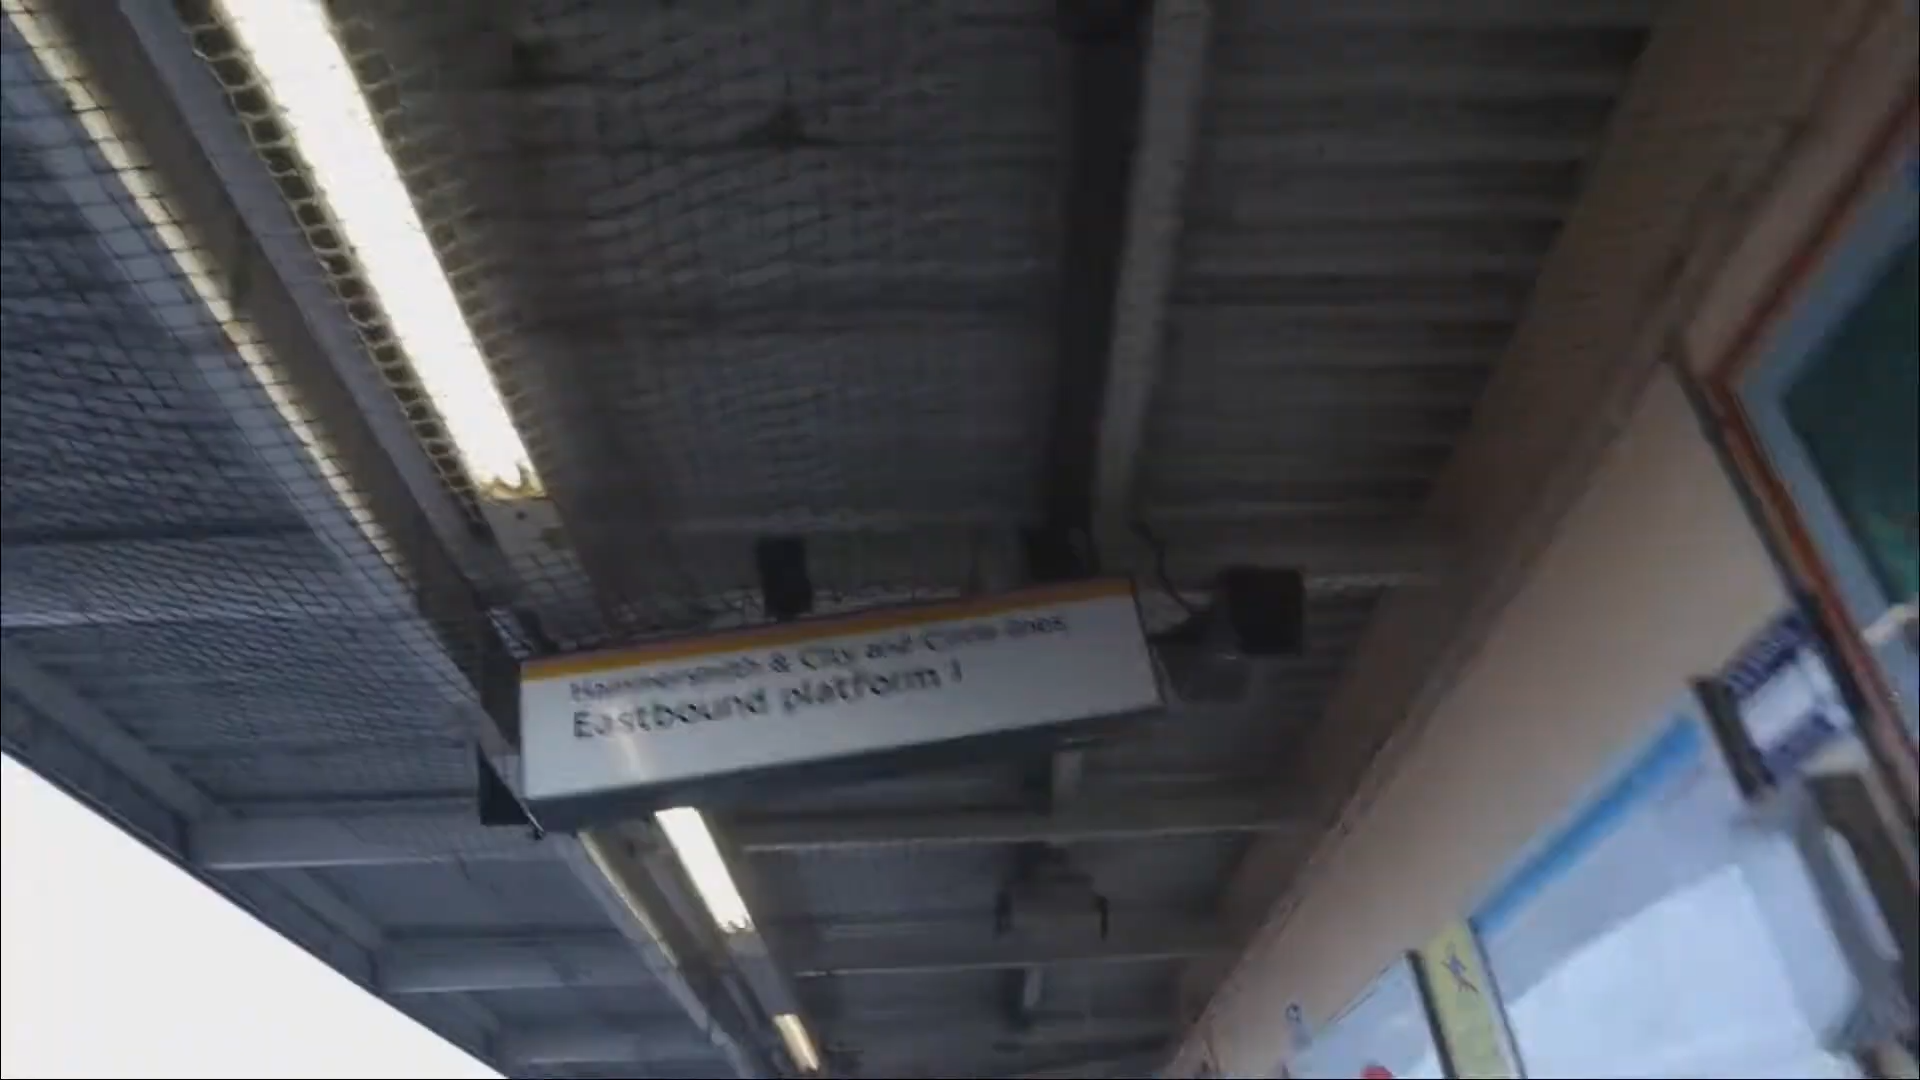 Hammersmith & City and Circle lines
Eastbound platform 1